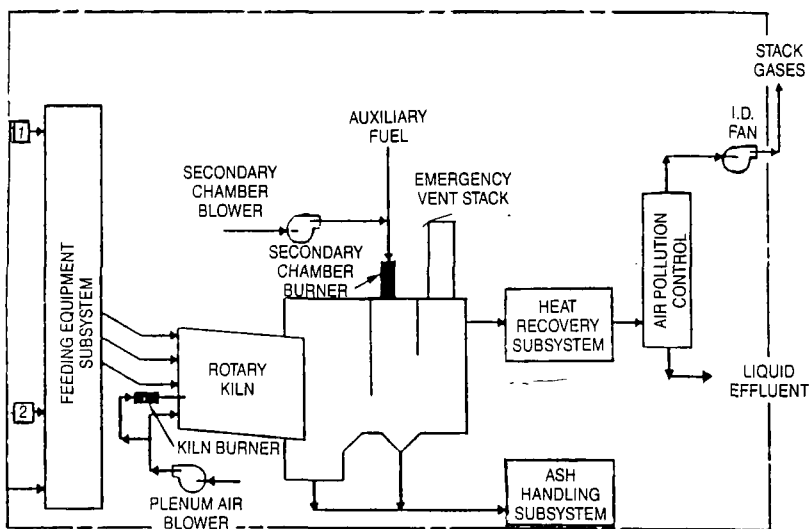 STACK
GASES
I.D.
FAN
AUXILIARY
FUEL
SECONDARY
CHAMBER
BLOWER
EMERGENCY
VENT STACK
1
SECONDARY
CHAMBER
BURNER
FEEDING EQUIPMENT
SUBSYSTEM
HEAT
RECOVERY
SUBSYSTEM
AIR POLLUTION
CONTROL
ROTARY
KILN
LIQUID
EFFLUENT
2
KILN BURNER
PLENUM AIR
BLOWER
ASH
HANDLING
SUBSYSTEM